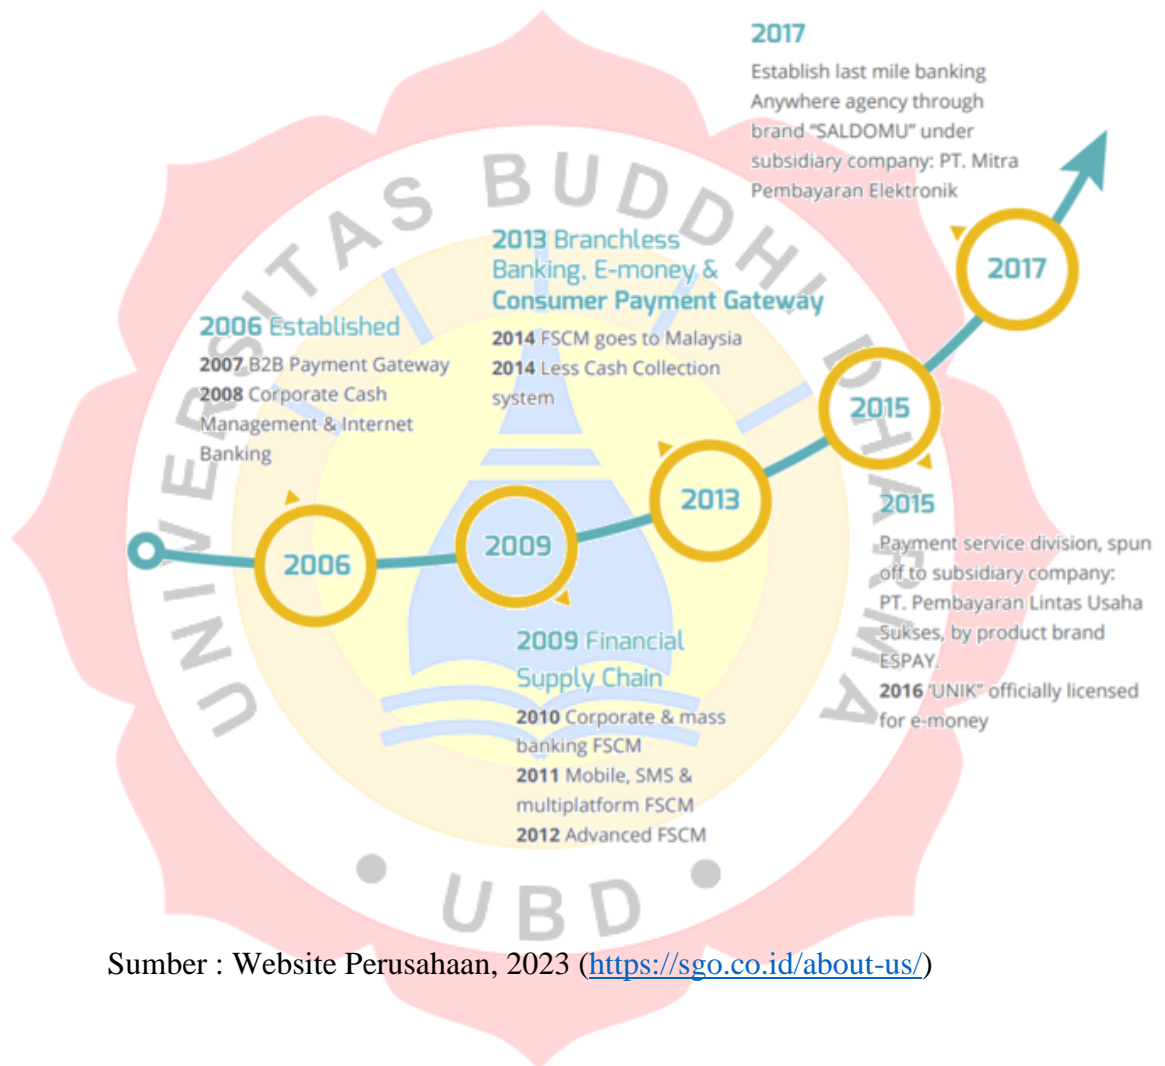 2017
Establish last mile banking
Anywhere agency through
brand “SALDOMU” under
subsidiary company: PT. Mitra
Pembayaran Elektronik
UNIVERSITAS BUDDHI DHARMA
2013 Branchless
Banking, E-money &
Consumer Payment Gateway
2014 FSCM goes to Malaysia
2014 Less Cash Collection
system
2006 Established
2007 B2B Payment Gateway
2008 Corporate Cash
Management & Internet
Banking
2006
2009
2013
2015
2017
2015
Payment service division, spun
off to subsidiary company:
PT. Pembayaran Lintas Usaha
Sukses, by product brand
ESPAY.
2016 “UNIK” officially licensed
for e-money
2009 Financial
Supply Chain
2010 Corporate & mass
banking FSCM
2011 Mobile, SMS &
multiplatform FSCM
2012 Advanced FSCM
• UBD •
Sumber : Website Perusahaan, 2023 (https://sgo.co.id/about-us/)